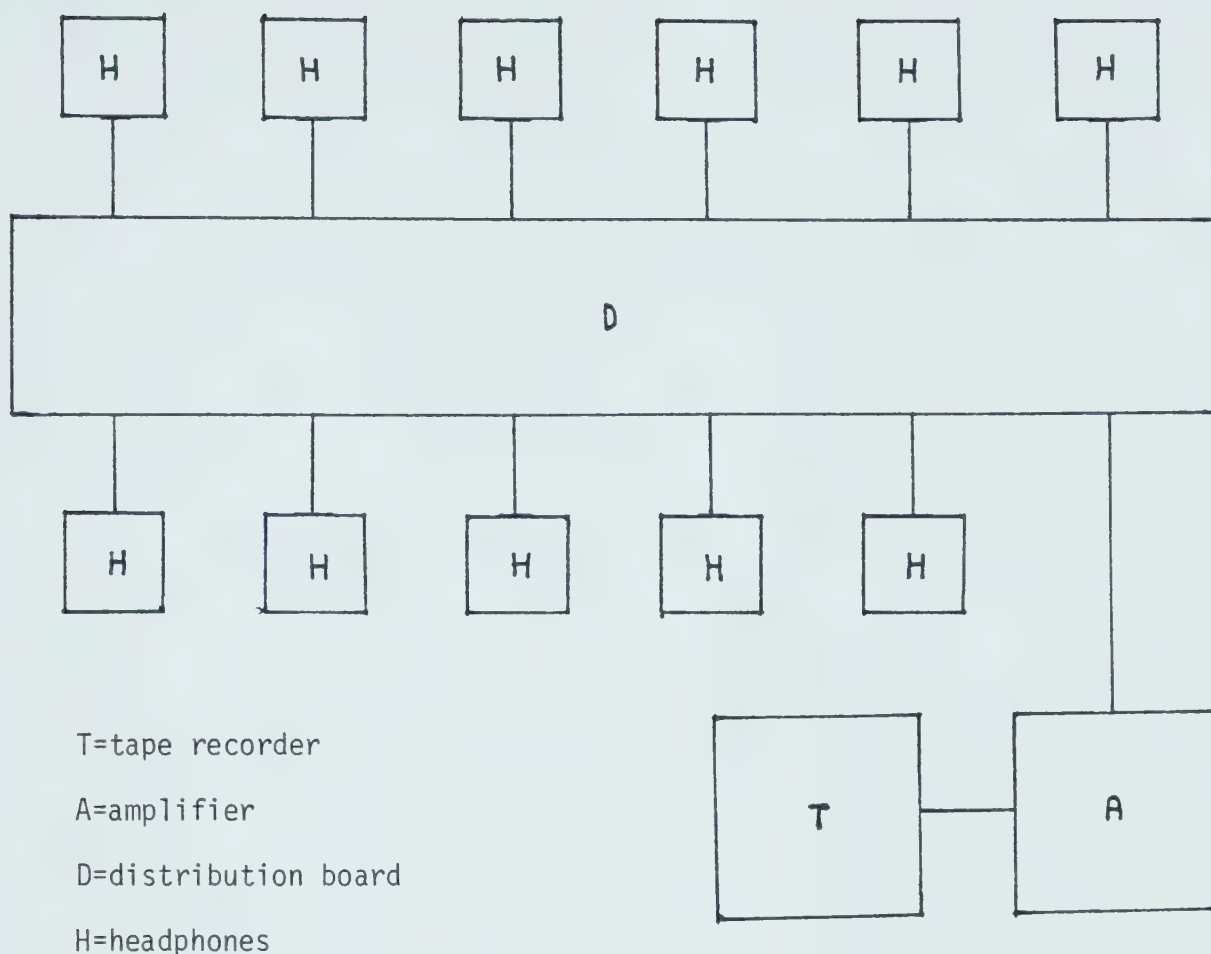 H H H H H H
D
H H H H H
T A
T=tape recorder
A=amplifier
D=distribution board
H=headphones